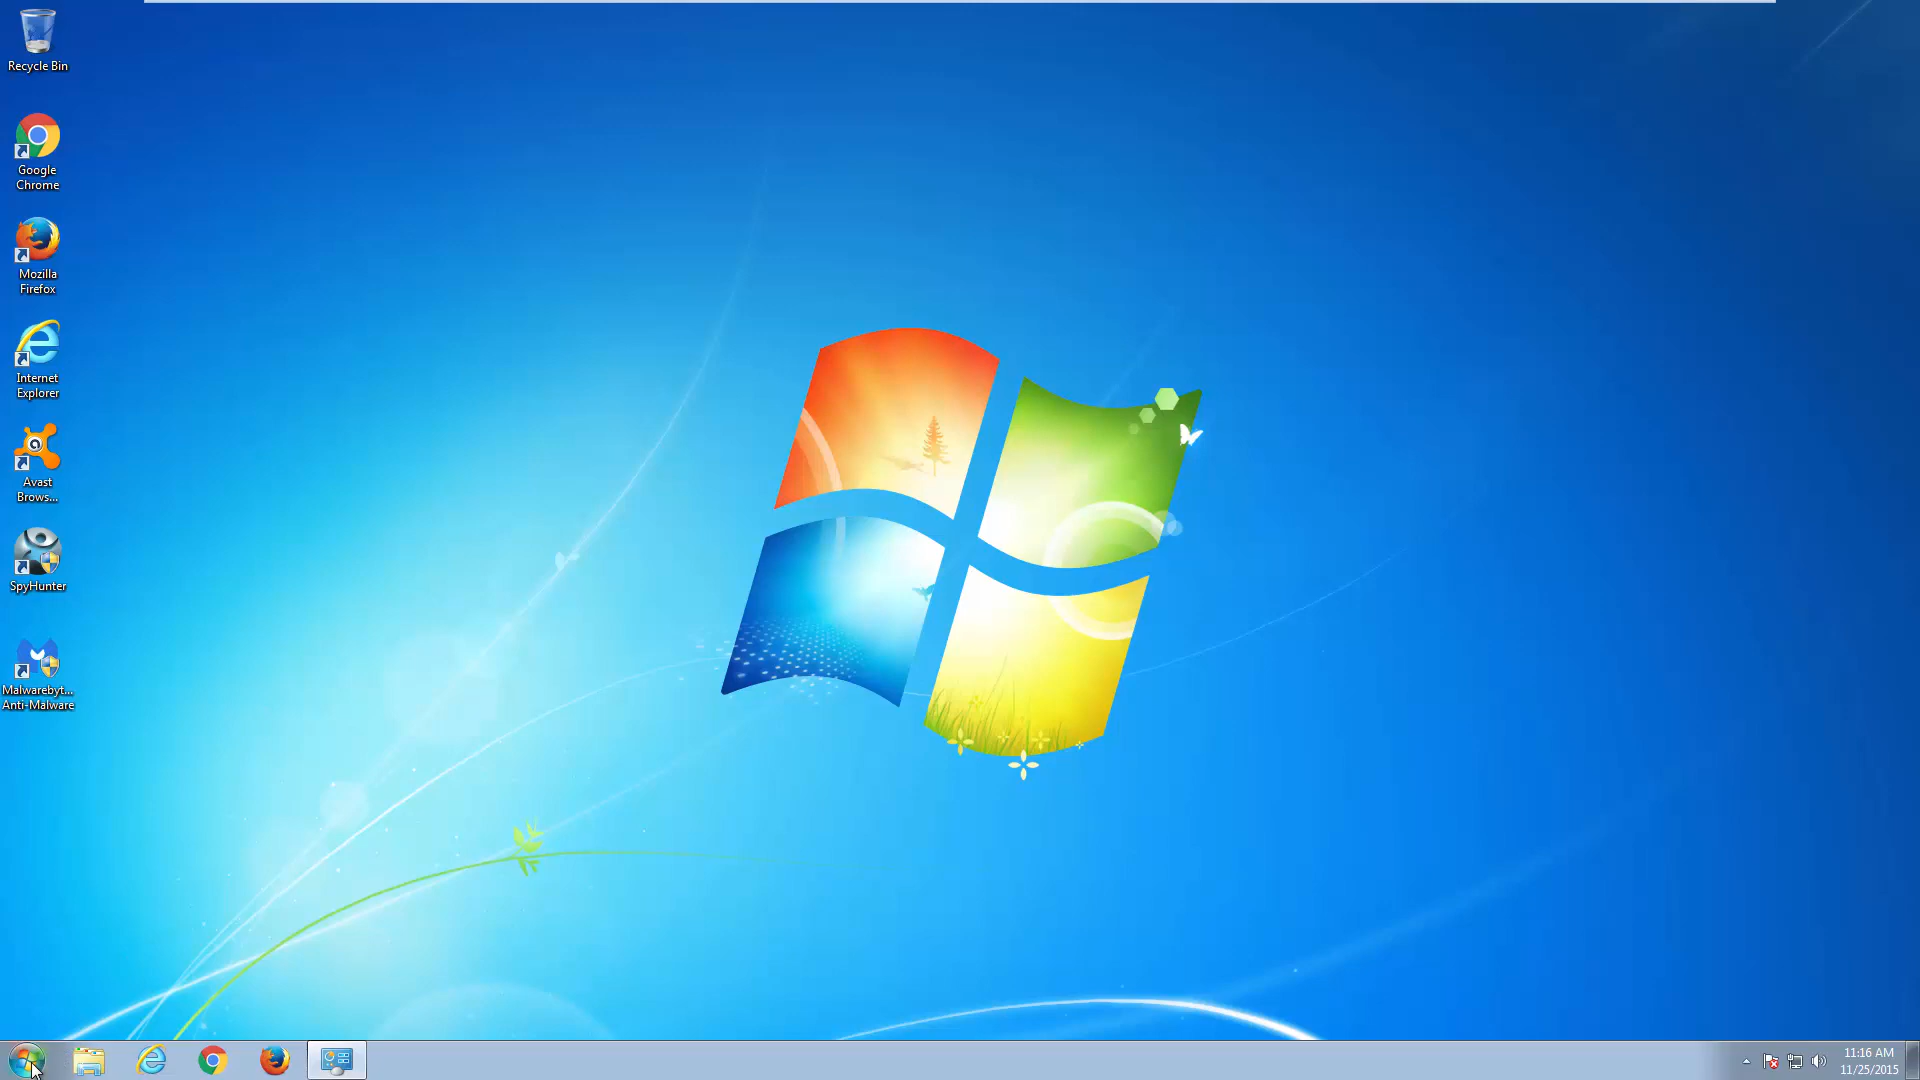 Recycle Bin
Google
Chrome
Mozilla
Firefox
Internet
Explorer
Avast
Brows...
SpyHunter
Malwarebyt...
Anti-Malware
11:16 AM
11/25/2015